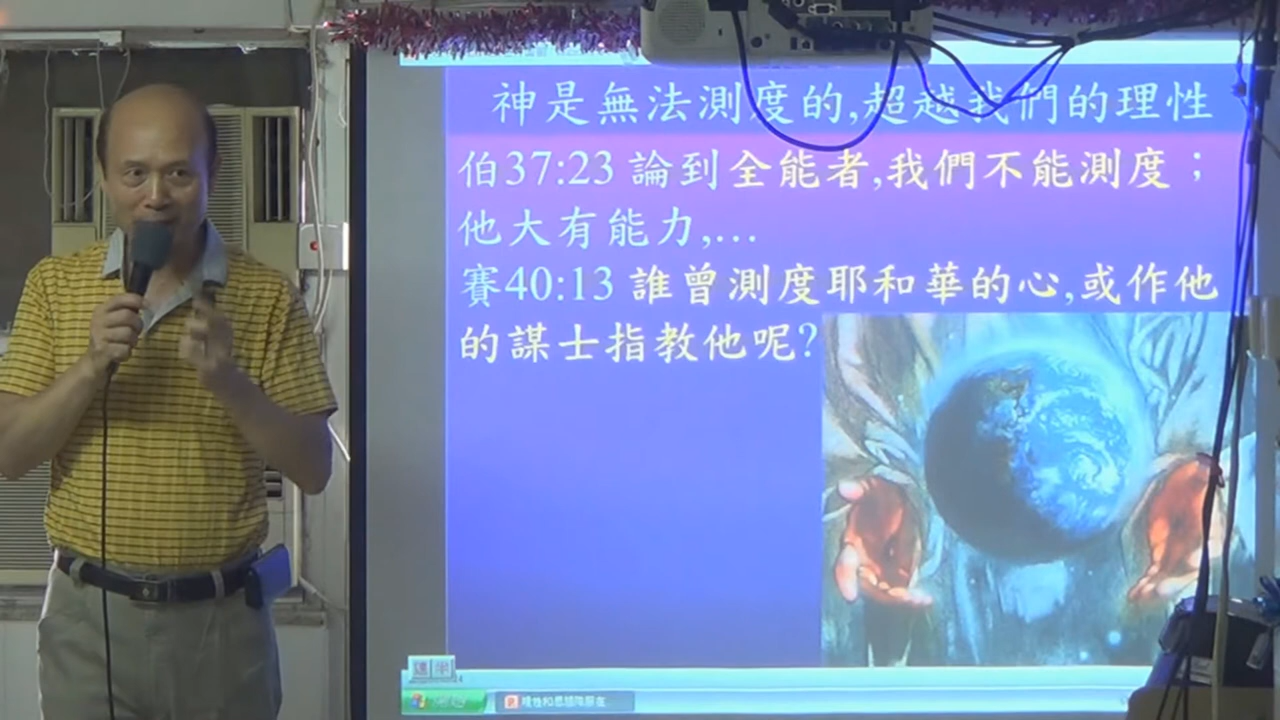 神是無法測度的,超越我們的理性
伯37:23 論到全能者,我們不能測度；
他大有能力,...
賽40:13 誰曾測度耶和華的心,或作他
的謀士指教他呢?